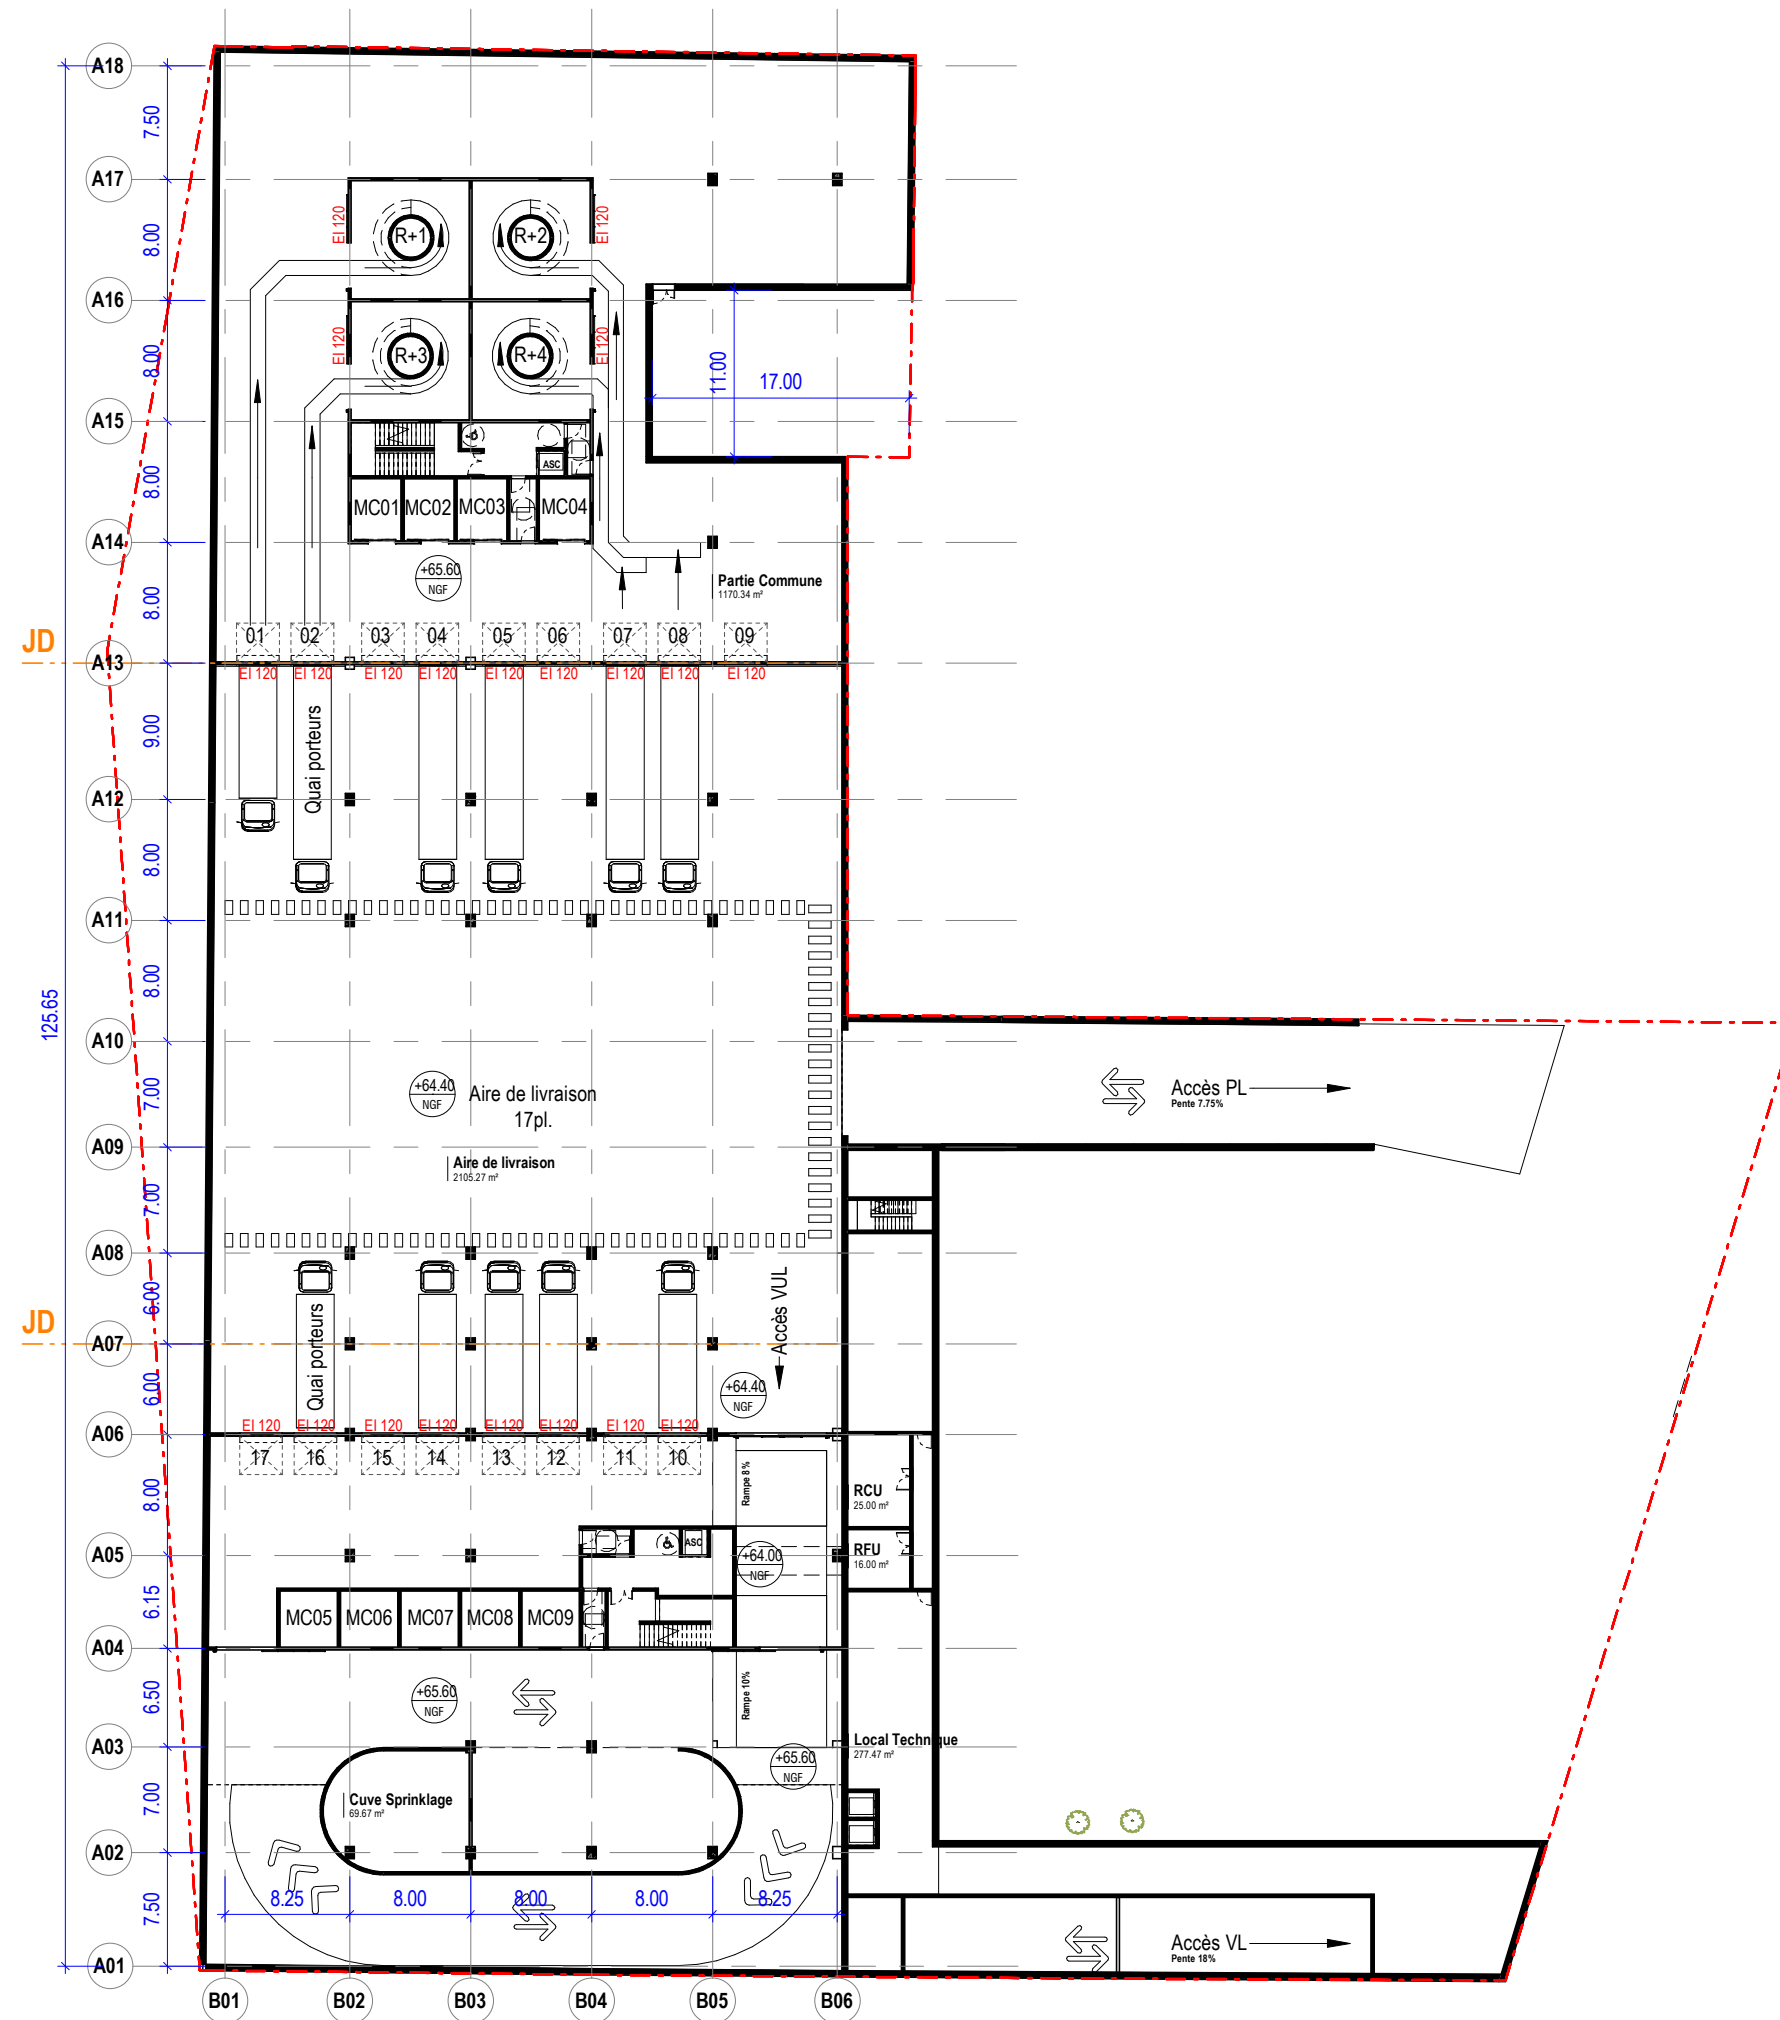 A18
7.50
A17
8.00
EI 120
R+1
R+2
EI 120
A16
8.00
EI 120
R+3
R+4
EI 120
11.00
17.00
A15
8.00
ASC
MC01
MC02
MC03
MC04
A14
+65.60
NGF
Partie Commune
1170.34 m²
8.00
JD
01
02
03
04
05
06
07
08
09
A13
EI 120
EI 120
EI 120
EI 120
EI 120
EI 120
EI 120
EI 120
EI 120
9.00
Quai porteurs
A12
8.00
A11
8.00
125.65
A10
7.00
+64.40
NGF
Aire de livraison
17pl.
Accès PL
Pente 7.75%
A09
Aire de livraison
2105.27 m²
7.00
A08
6.00
Quai porteurs
Accès VUL
JD
A07
6.00
+64.40
NGF
EI 120
EI 120
EI 120
EI 120
EI 120
EI 120
EI 120
EI 120
A06
17
16
15
14
13
12
11
10
8.00
Rampe 8%
RCU
25.00 m²
ASC
RFU
16.00 m²
A05
+64.00
NGF
6.15
MC05
MC06
MC07
MC08
MC09
A04
6.50
+65.60
NGF
Rampe 10%
A03
Local Technique
277.47 m²
+65.60
NGF
7.00
Cuve Sprinklage
69.67 m²
A02
7.50
8.25
8.00
8.00
8.00
8.25
Accès VL
Pente 18%
A01
B01
B02
B03
B04
B05
B06